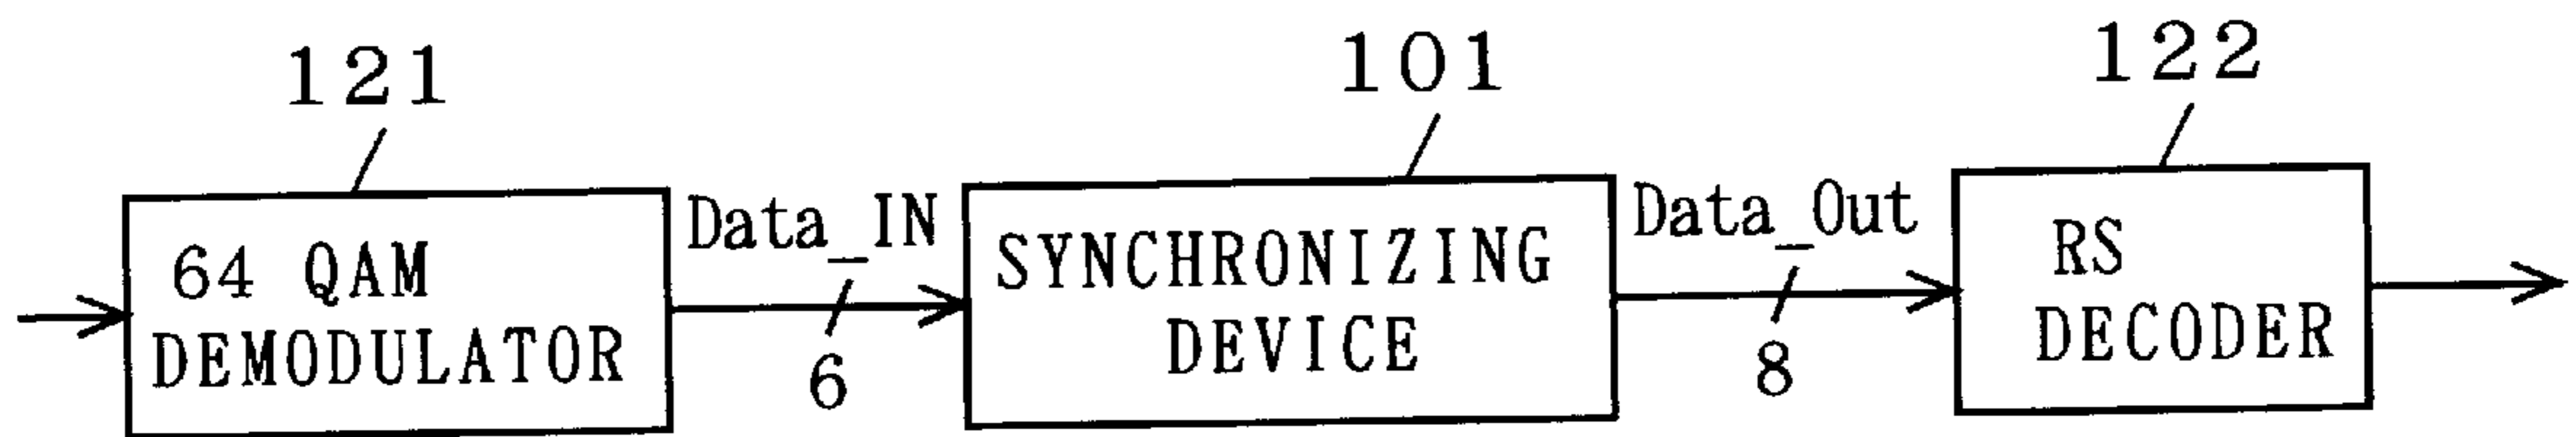 121
101
122
64 QAM
DEMODULATOR
Data_IN
6
SYNCHRONIZING
DEVICE
Data_Out
8
RS
DECODER